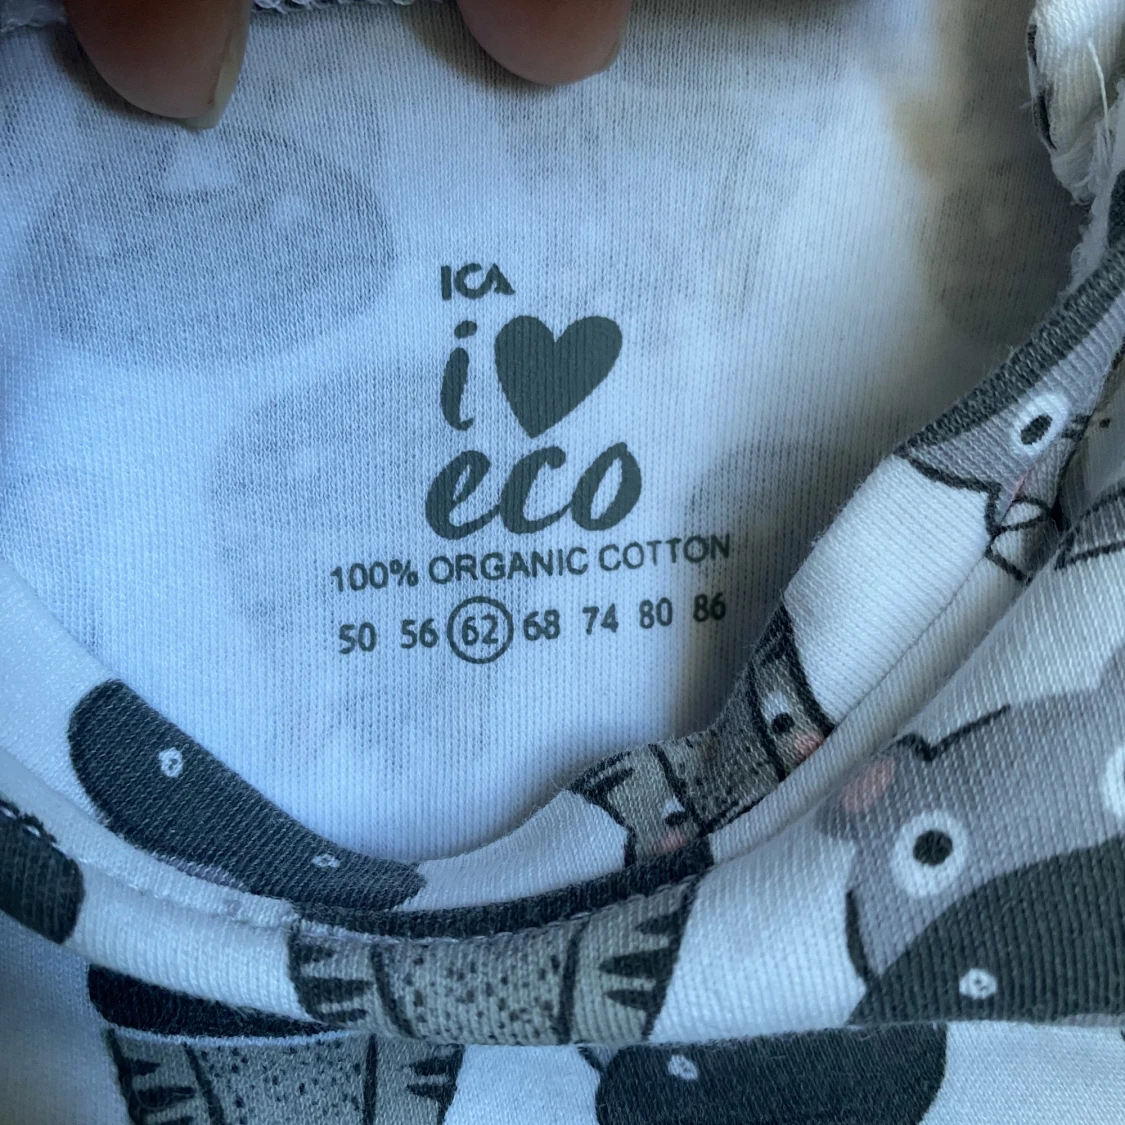 ICA
i
eco
100% ORGANIC COTTON
50 56 62 68 74 80 86